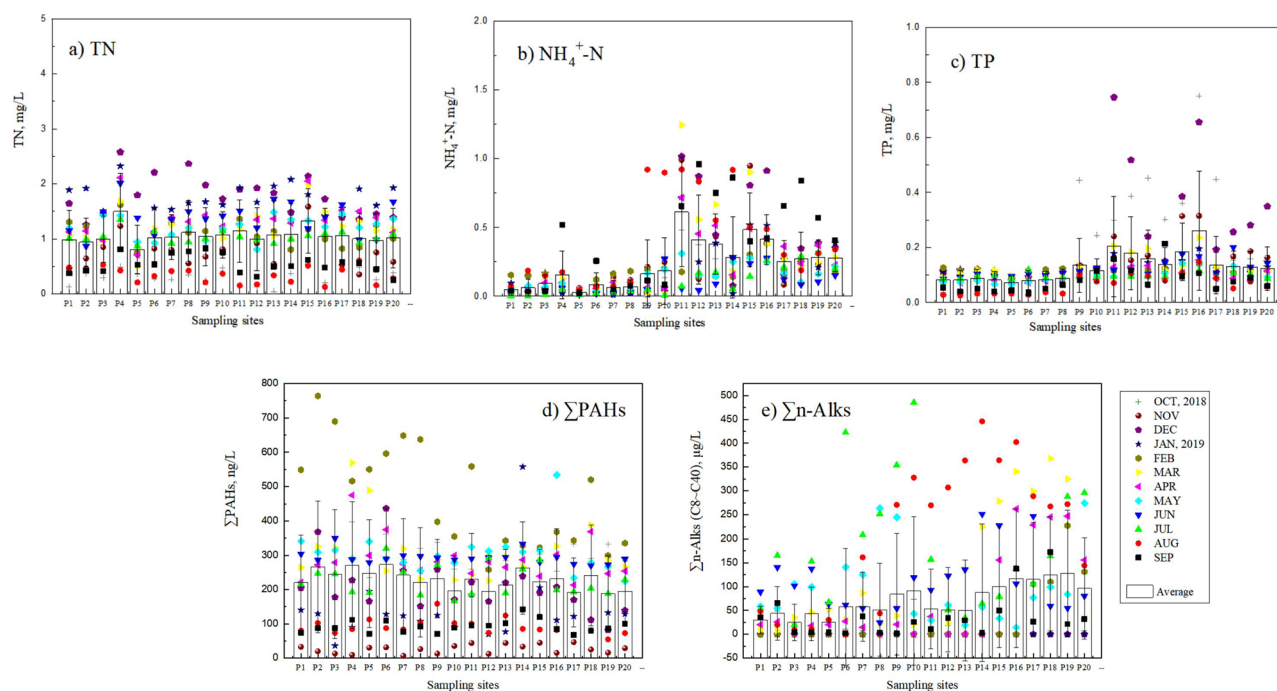 a) TN
TN, mg/L
5
4
3
2
1
0
P1 P2 P3 P4 P5 P6 P7 P8 P9 P10 P11 P12 P13 P14 P15 P16 P17 P18 P19 P20 --
Sampling sites
b) NH₄⁺-N
NH₄⁺-N, mg/L
2.0
1.5
1.0
0.5
0.0
P1 P2 P3 P4 P5 P6 P7 P8 P9 P10 P11 P12 P13 P14 P15 P16 P17 P18 P19 P20 --
Sampling sites
c) TP
TP, mg/L
1.0
0.8
0.6
0.4
0.2
0.0
P1 P2 P3 P4 P5 P6 P7 P8 P9 P10 P11 P12 P13 P14 P15 P16 P17 P18 P19 P20
Sampling sites
d) ∑PAHs
∑PAHs, ng/L
800
700
600
500
400
300
200
100
0
P1 P2 P3 P4 P5 P6 P7 P8 P9 P10 P11 P12 P13 P14 P15 P16 P17 P18 P19 P20 --
Sampling sites
e) ∑n-Alks
∑n-Alks (C8~C40), µg/L
500
450
400
350
300
250
200
150
100
50
0
-50
P1 P2 P3 P4 P5 P6 P7 P8 P9 P10 P11 P12 P13 P14 P15 P16 P17 P18 P19 P20 --
Sampling sites
OCT, 2018
NOV
DEC
JAN, 2019
FEB
MAR
APR
MAY
JUN
JUL
AUG
SEP
Average